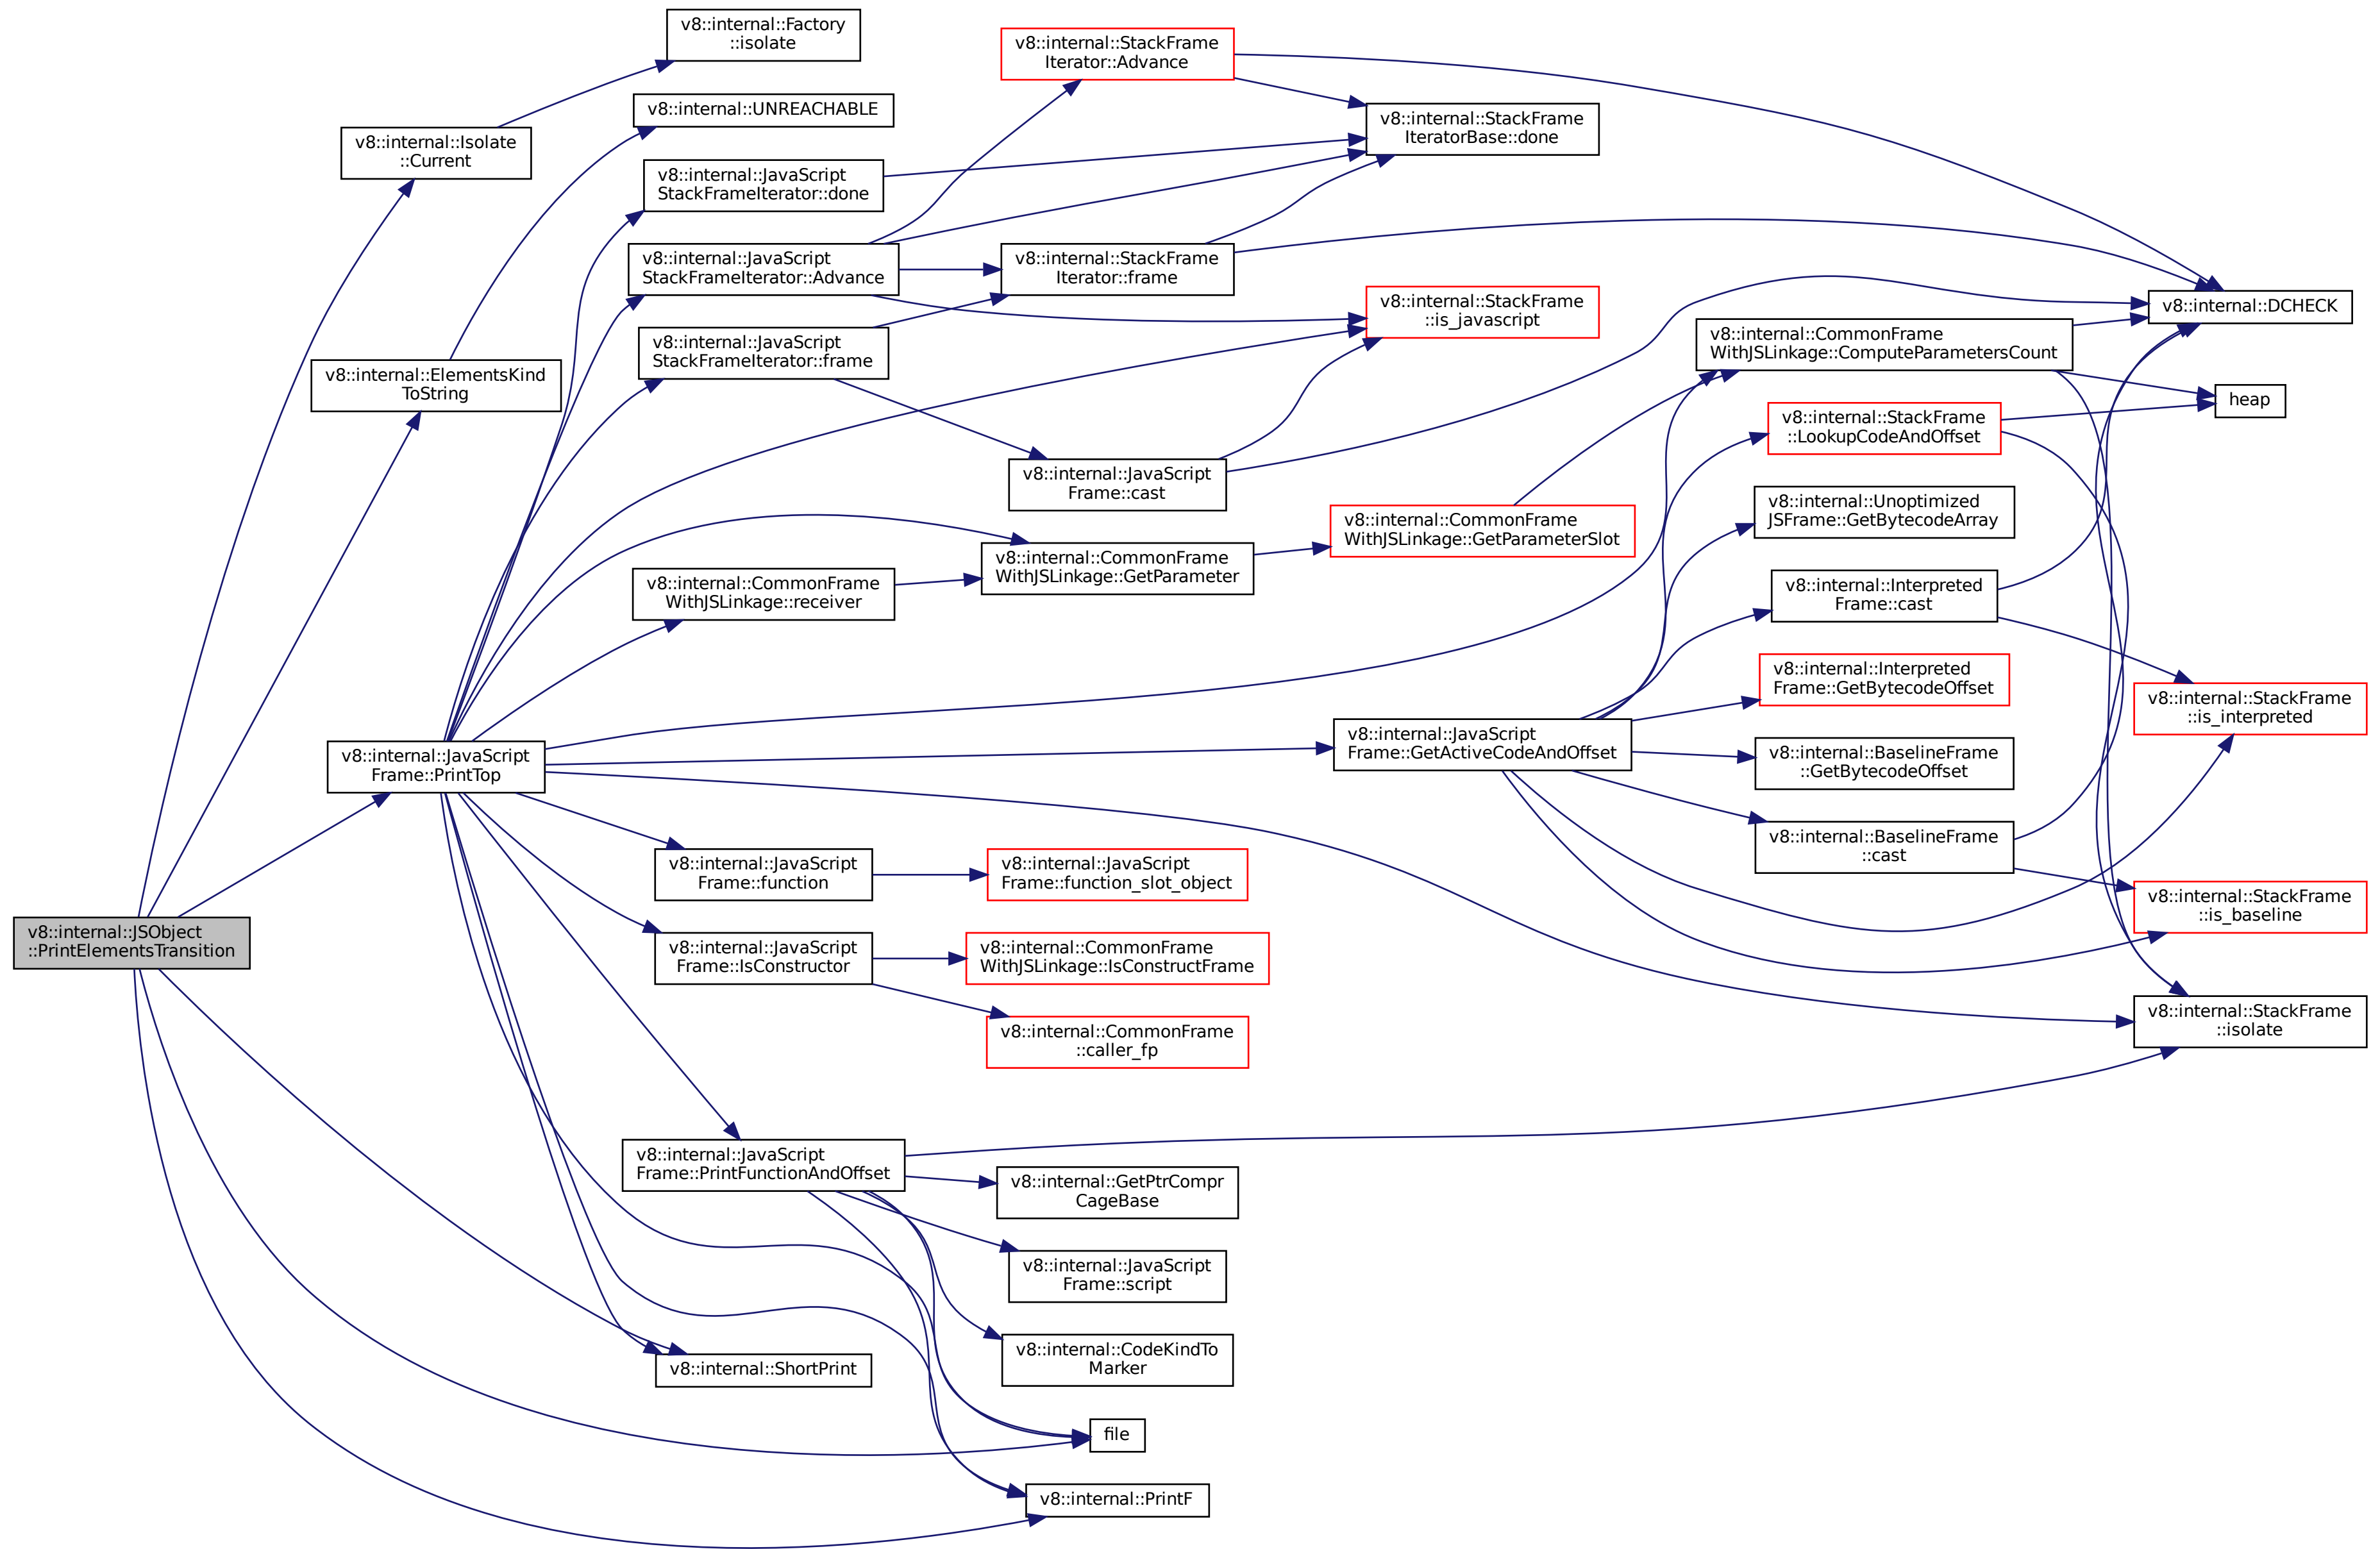 v8::internal::JSObject
::PrintElementsTransition
v8::internal::Isolate
::Current
v8::internal::Factory
::isolate
v8::internal::ElementsKind
ToString
v8::internal::UNREACHABLE
v8::internal::JavaScript
Frame::PrintTop
v8::internal::JavaScript
StackFrameIterator::done
v8::internal::JavaScript
StackFrameIterator::Advance
v8::internal::JavaScript
StackFrameIterator::frame
v8::internal::CommonFrame
WithJSLinkage::receiver
v8::internal::JavaScript
Frame::function
v8::internal::JavaScript
Frame::IsConstructor
v8::internal::JavaScript
Frame::PrintFunctionAndOffset
v8::internal::ShortPrint
v8::internal::StackFrame
Iterator::Advance
v8::internal::StackFrame
Iterator::frame
v8::internal::JavaScript
Frame::cast
v8::internal::CommonFrame
WithJSLinkage::GetParameter
v8::internal::JavaScript
Frame::function_slot_object
v8::internal::CommonFrame
WithJSLinkage::IsConstructFrame
v8::internal::CommonFrame
::caller_fp
v8::internal::GetPtrCompr
CageBase
v8::internal::JavaScript
Frame::script
v8::internal::CodeKindTo
Marker
file
v8::internal::PrintF
v8::internal::StackFrame
IteratorBase::done
v8::internal::StackFrame
::is_javascript
v8::internal::CommonFrame
WithJSLinkage::GetParameterSlot
v8::internal::JavaScript
Frame::GetActiveCodeAndOffset
v8::internal::CommonFrame
WithJSLinkage::ComputeParametersCount
v8::internal::StackFrame
::LookupCodeAndOffset
v8::internal::Unoptimized
JSFrame::GetBytecodeArray
v8::internal::Interpreted
Frame::cast
v8::internal::Interpreted
Frame::GetBytecodeOffset
v8::internal::BaselineFrame
::GetBytecodeOffset
v8::internal::BaselineFrame
::cast
v8::internal::DCHECK
heap
v8::internal::StackFrame
::is_interpreted
v8::internal::StackFrame
::is_baseline
v8::internal::StackFrame
::isolate